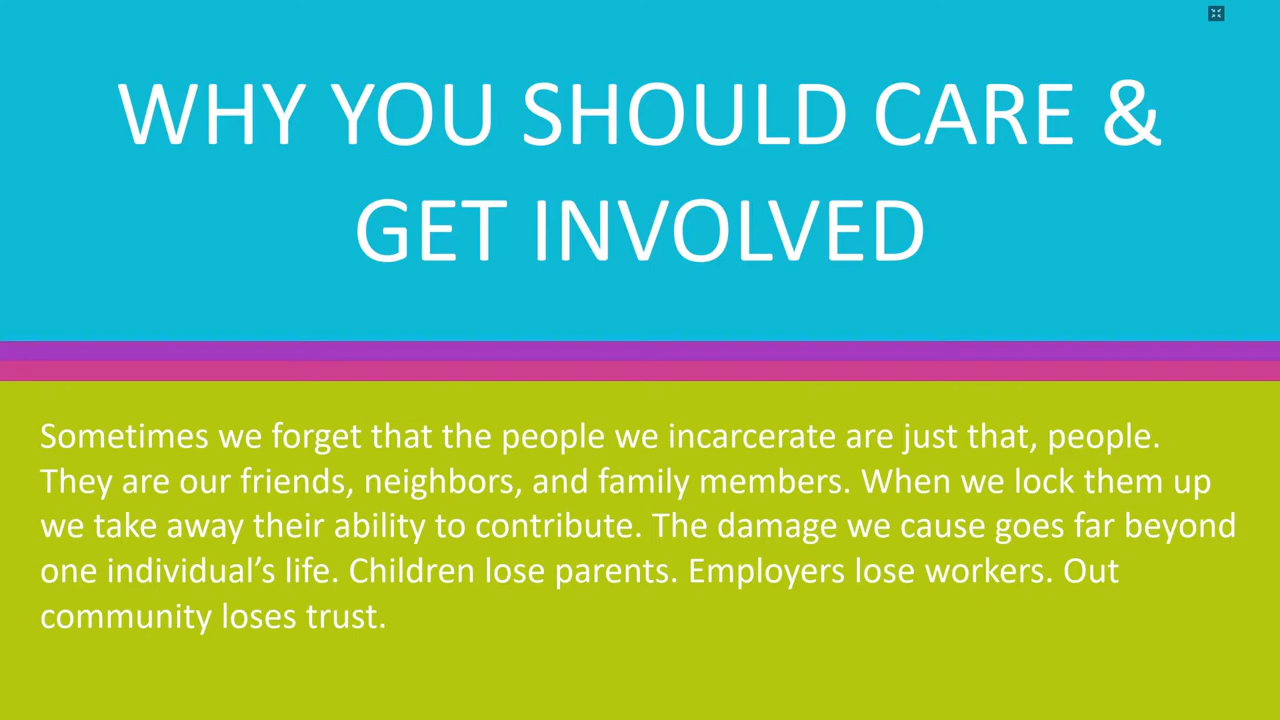 WHY YOU SHOULD CARE &
GET INVOLVED
Sometimes we forget that the people we incarcerate are just that, people.
They are our friends, neighbors, and family members. When we lock them up
we take away their ability to contribute. The damage we cause goes far beyond
one individual’s life. Children lose parents. Employers lose workers. Out
community loses trust.